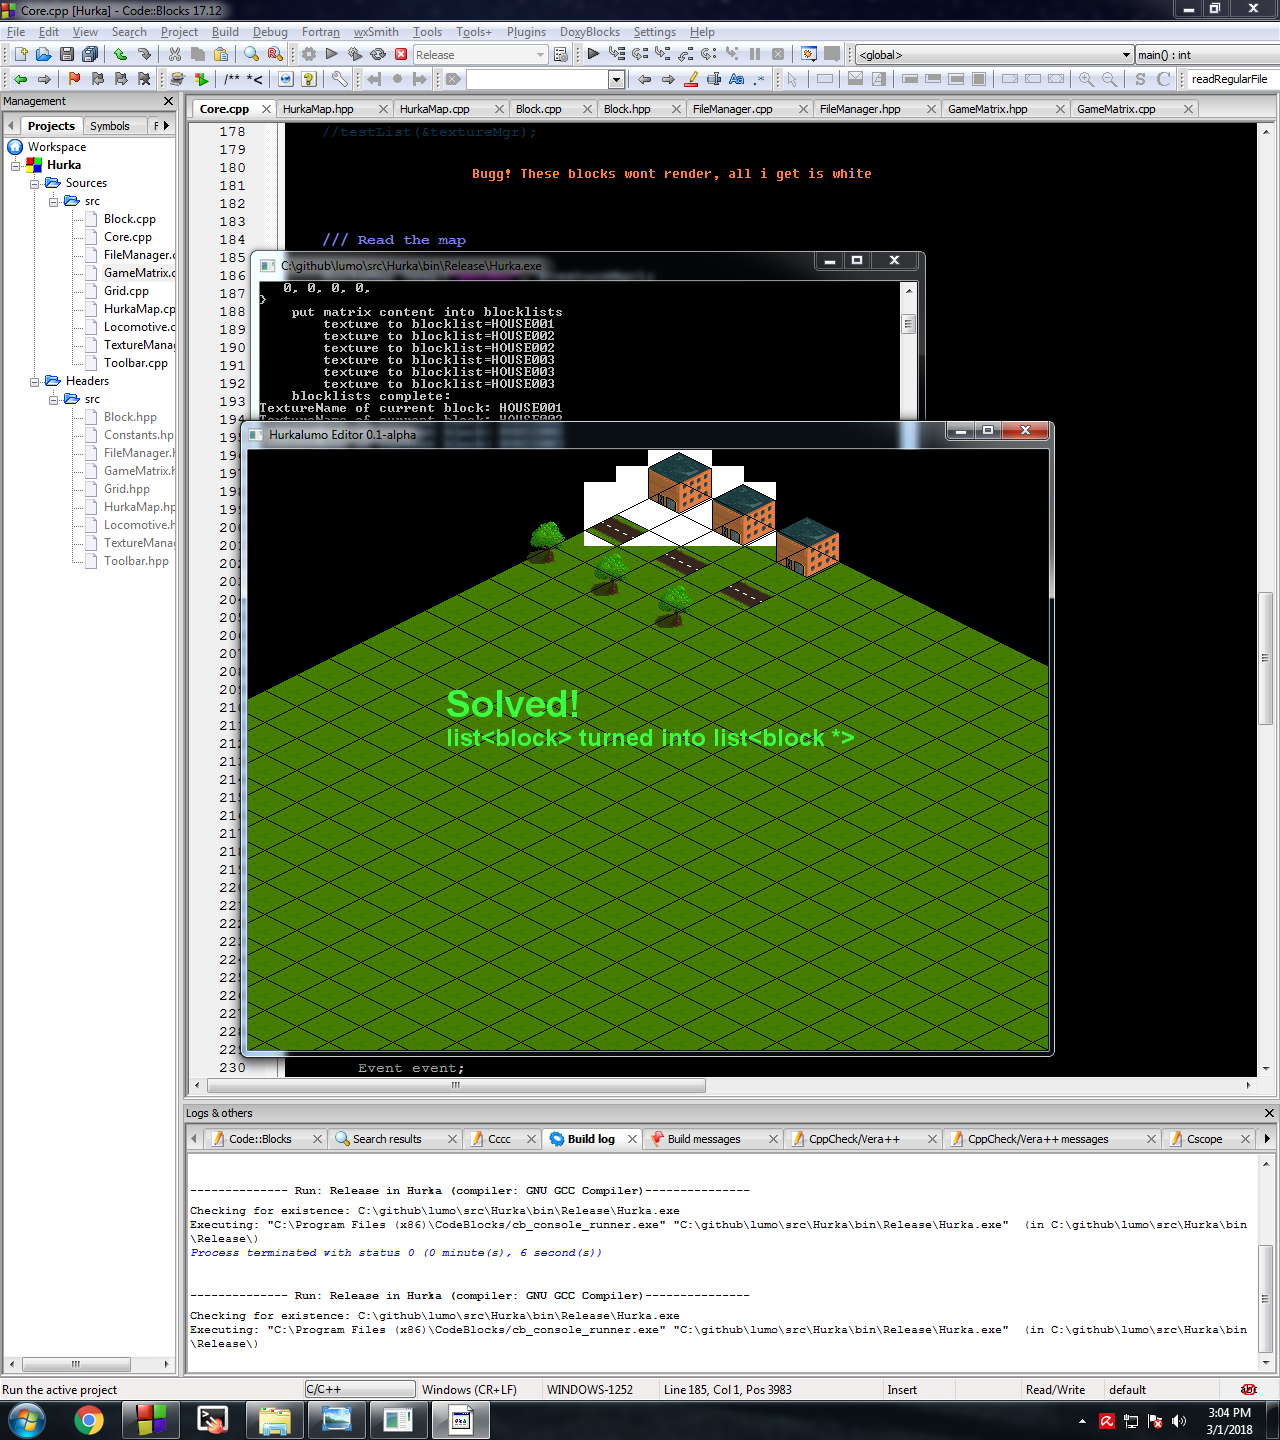 Core.cpp [Hurka] - Code::Blocks 17.12
File Edit View Search Project Build Debug Fortran wxSmith Tools Tools+ Plugins DoxyBlocks Settings Help
Release <global> main() : int
/** *< Aa .* S C readRegularFile
Management
Core.cpp HurkaMap.hpp HurkaMap.cpp Block.cpp Block.hpp FileManager.cpp FileManager.hpp GameMatrix.hpp GameMatrix.cpp
Projects Symbols F
Workspace
Hurka
Sources
src
Block.cpp
Core.cpp
FileManager.c
GameMatrix.c
Grid.cpp
HurkaMap.cp
Locomotive.c
TextureManag
Toolbar.cpp
Headers
src
Block.hpp
Constants.hp
FileManager.h
GameMatrix.h
Grid.hpp
HurkaMap.hp
Locomotive.h
TextureManag
Toolbar.hpp
178 //testList(&textureMgr);
179
180 Bugg! These blocks wont render, all i get is white
181
182
183
184 /// Read the map
185
186
187
188
189
190
191
192
193
194
C:\github\lumo\src\Hurka\bin\Release\Hurka.exe
0, 0, 0, 0,
}
put matrix content into blocklists
texture to blocklist=HOUSE001
texture to blocklist=HOUSE002
texture to blocklist=HOUSE002
texture to blocklist=HOUSE003
texture to blocklist=HOUSE003
texture to blocklist=HOUSE003
blocklists complete:
TextureName of current block: HOUSE001
Hurkalumo Editor 0.1-alpha
Solved!
list<block> turned into list<block *>
230 Event event;
Logs & others
Code::Blocks Search results Cccc Build log Build messages CppCheck/Vera++ CppCheck/Vera++ messages Cscope
-------------- Run: Release in Hurka (compiler: GNU GCC Compiler)---------------
Checking for existence: C:\github\lumo\src\Hurka\bin\Release\Hurka.exe
Executing: "C:\Program Files (x86)\CodeBlocks/cb_console_runner.exe" "C:\github\lumo\src\Hurka\bin\Release\Hurka.exe" (in C:\github\lumo\src\Hurka\bin
\Release\)
Process terminated with status 0 (0 minute(s), 6 second(s))
-------------- Run: Release in Hurka (compiler: GNU GCC Compiler)---------------
Checking for existence: C:\github\lumo\src\Hurka\bin\Release\Hurka.exe
Executing: "C:\Program Files (x86)\CodeBlocks/cb_console_runner.exe" "C:\github\lumo\src\Hurka\bin\Release\Hurka.exe" (in C:\github\lumo\src\Hurka\bin
\Release\)
Run the active project C/C++ Windows (CR+LF) WINDOWS-1252 Line 185, Col 1, Pos 3983 Insert Read/Write default
3:04 PM
3/1/2018